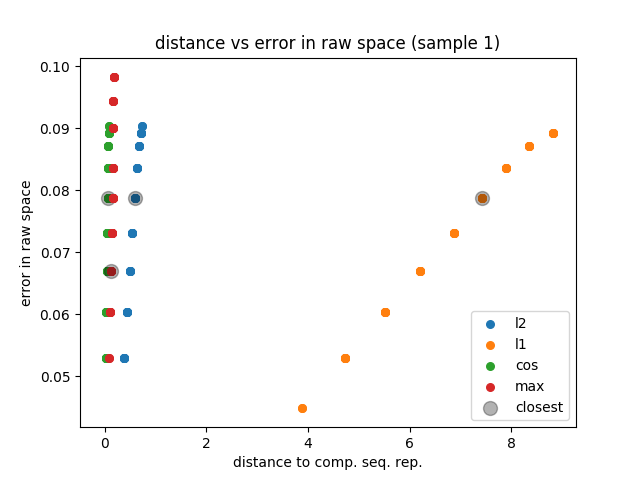 distance vs error in raw space (sample 1)
0.10
0.09
0.08
0.07
0.06
0.05
error in raw space
0
2
4
6
8
distance to comp. seq. rep.
l2
l1
cos
max
closest